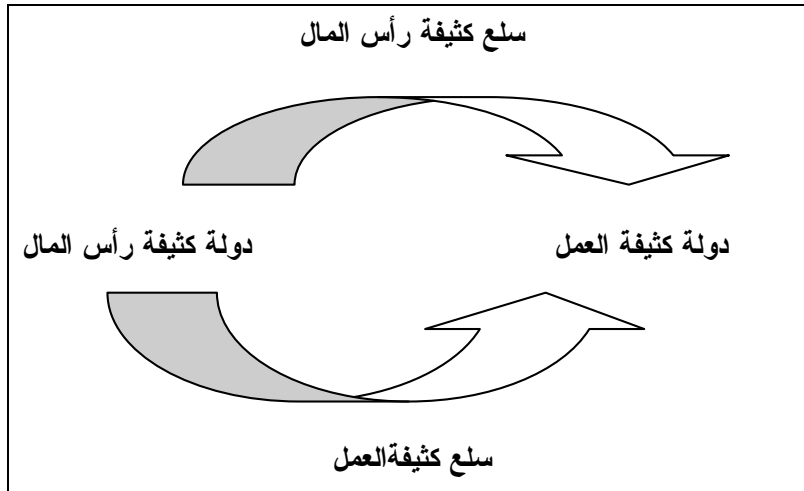 سلع كثيفة رأس المال
دولة كثيفة العمل
دولة كثيفة رأس المال
سلع كثيفةالعمل